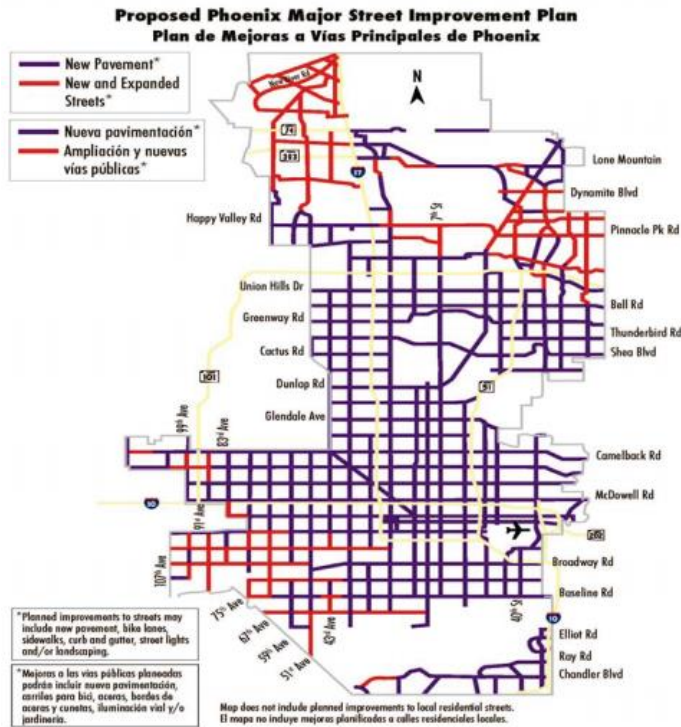 Proposed Phoenix Major Street Improvement Plan
Plan de Mejoras a Vías Principales de Phoenix
New Pavement*
New and Expanded
Streets*
Nueva pavimentación*
Ampliación y nuevas
vías públicas*
N
New River Rd
74
303
17
Lone Mountain
Dynamite Blvd
Happy Valley Rd
Pinnacle Pk Rd
Union Hills Dr
Bell Rd
Greenway Rd
Thunderbird Rd
Cactus Rd
Shea Blvd
101
Dunlap Rd
51
Glendale Ave
99th Ave
83rd Ave
Camelback Rd
McDowell Rd
10
91st Ave
202
Broadway Rd
107th Ave
Baseline Rd
75th Ave
67th Ave
59th Ave
51st Ave
43rd Ave
40th St
10
Elliot Rd
Ray Rd
Chandler Blvd
*Planned improvements to streets may
include new pavement, bike lanes,
sidewalks, curb and gutter, street lights
and/or landscaping.
*Mejoras a las vías públicas planeadas
podrán incluir nueva pavimentación,
carriles para bici, aceras, bordes de
aceras y cunetas, iluminación vial y/o
jardinería.
Map does not include planned improvements to local residential streets.
El mapa no incluye mejoras planificadas a calles residenciales locales.